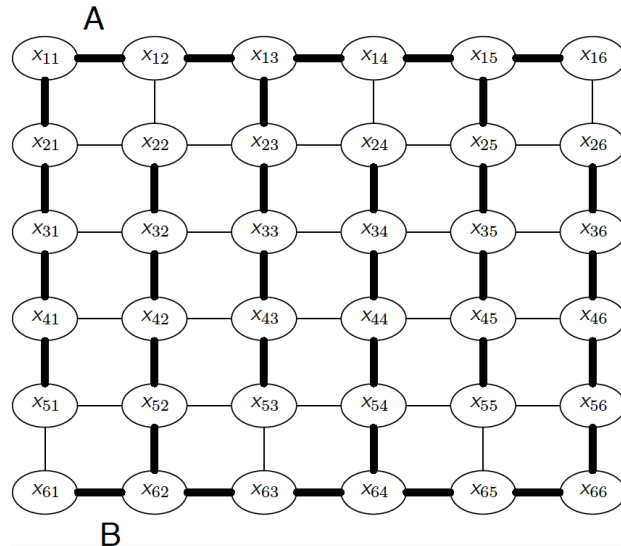 A
x₁₁ x₁₂ x₁₃ x₁₄ x₁₅ x₁₆
x₂₁ x₂₂ x₂₃ x₂₄ x₂₅ x₂₆
x₃₁ x₃₂ x₃₃ x₃₄ x₃₅ x₃₆
x₄₁ x₄₂ x₄₃ x₄₄ x₄₅ x₄₆
x₅₁ x₅₂ x₅₃ x₅₄ x₅₅ x₅₆
x₆₁ x₆₂ x₆₃ x₆₄ x₆₅ x₆₆
B